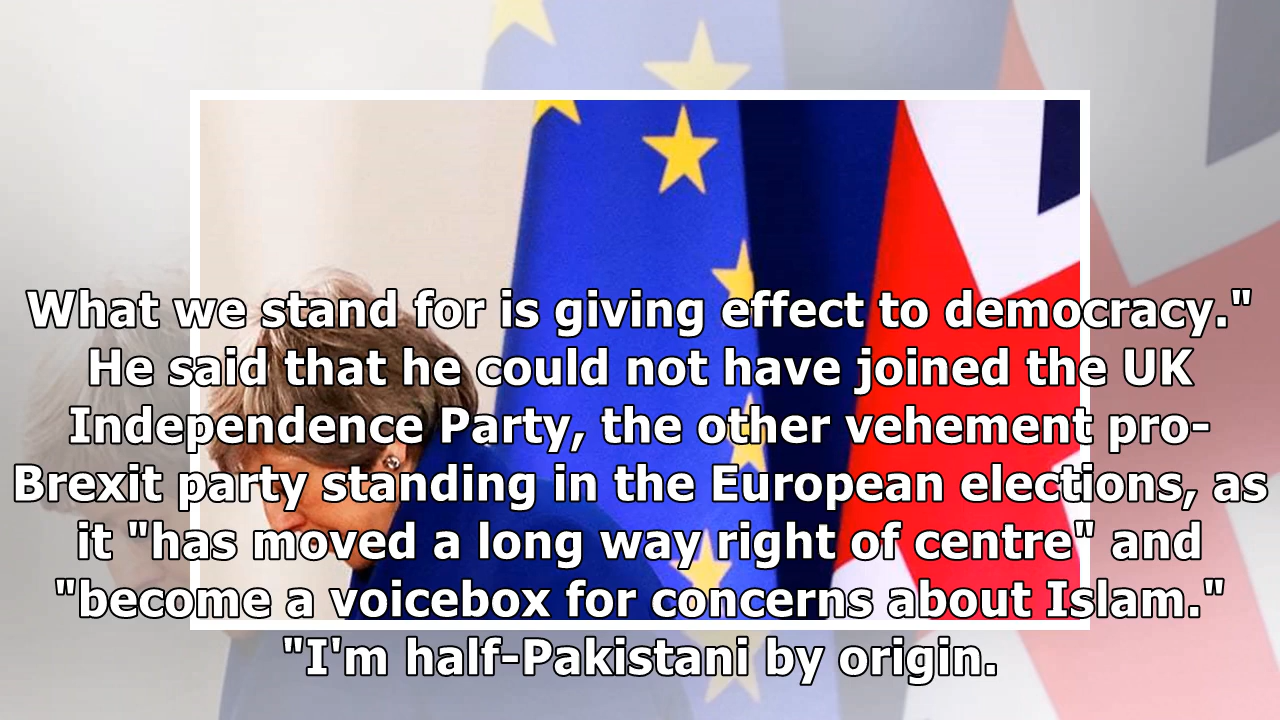 What we stand for is giving effect to democracy."
He said that he could not have joined the UK
Independence Party, the other vehement pro-
Brexit party standing in the European elections, as
it "has moved a long way right of centre" and
"become a voicebox for concerns about Islam."
"I'm half-Pakistani by origin.